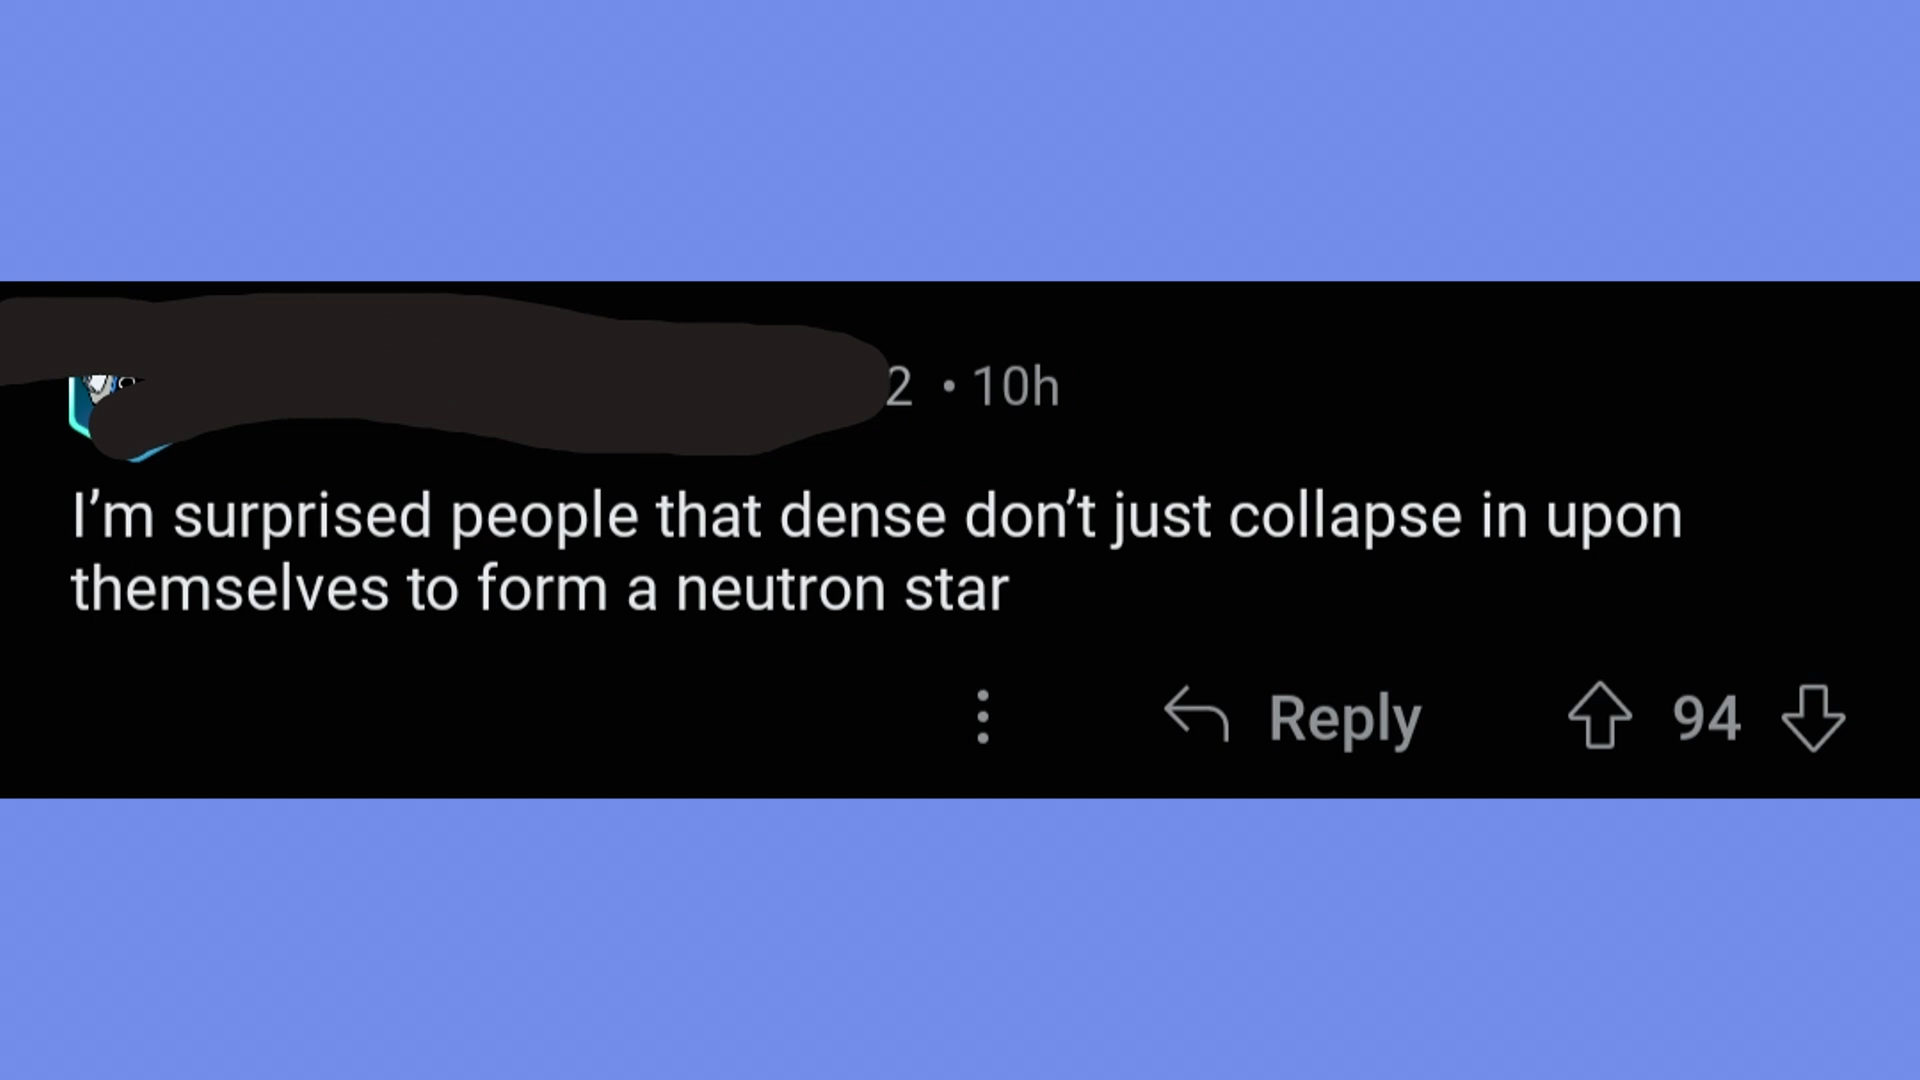 2 • 10h
I’m surprised people that dense don’t just collapse in upon
themselves to form a neutron star
Reply 94